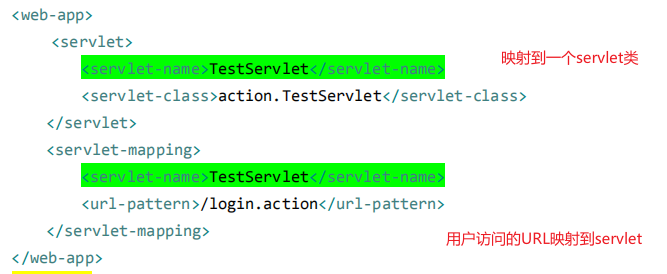 <web-app>
<servlet>
<servlet-name>TestServlet</servlet-name>
映射到一个servlet类
<servlet-class>action.TestServlet</servlet-class>
</servlet>
<servlet-mapping>
<servlet-name>TestServlet</servlet-name>
<url-pattern>/login.action</url-pattern>
</servlet-mapping>
用户访问的URL映射到servlet
</web-app>